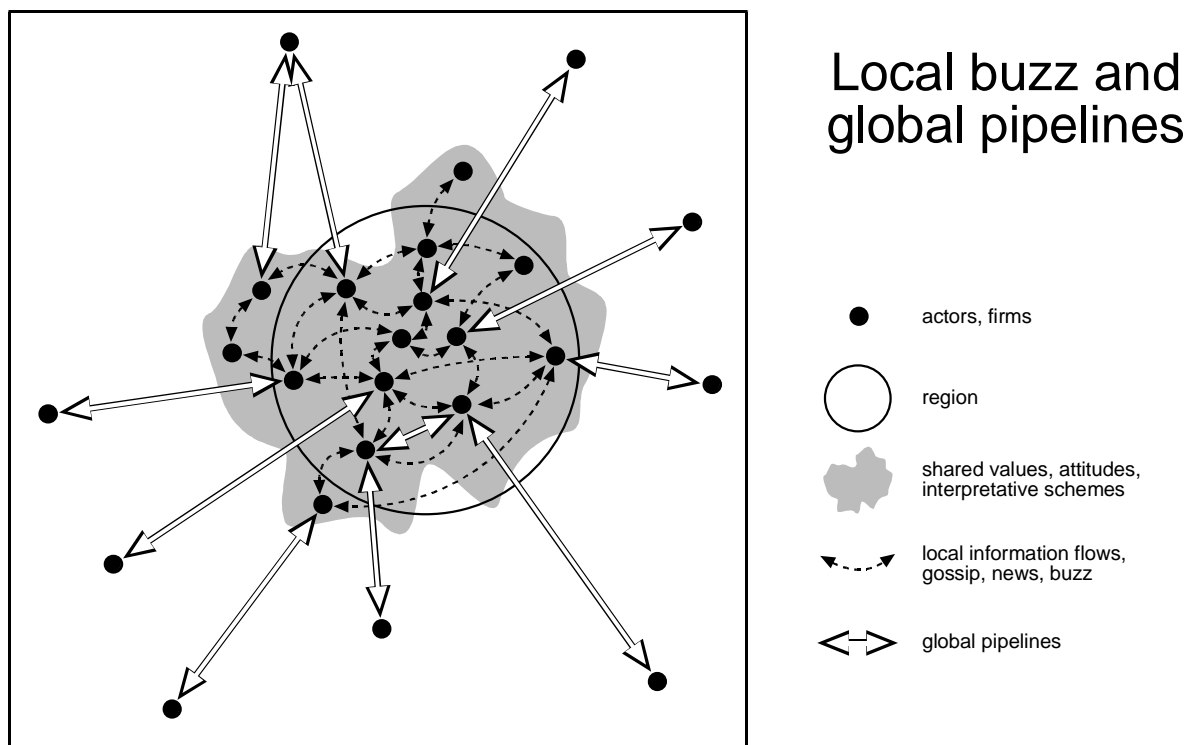 Local buzz and
global pipelines
actors, firms
region
shared values, attitudes,
interpretative schemes
local information flows,
gossip, news, buzz
global pipelines